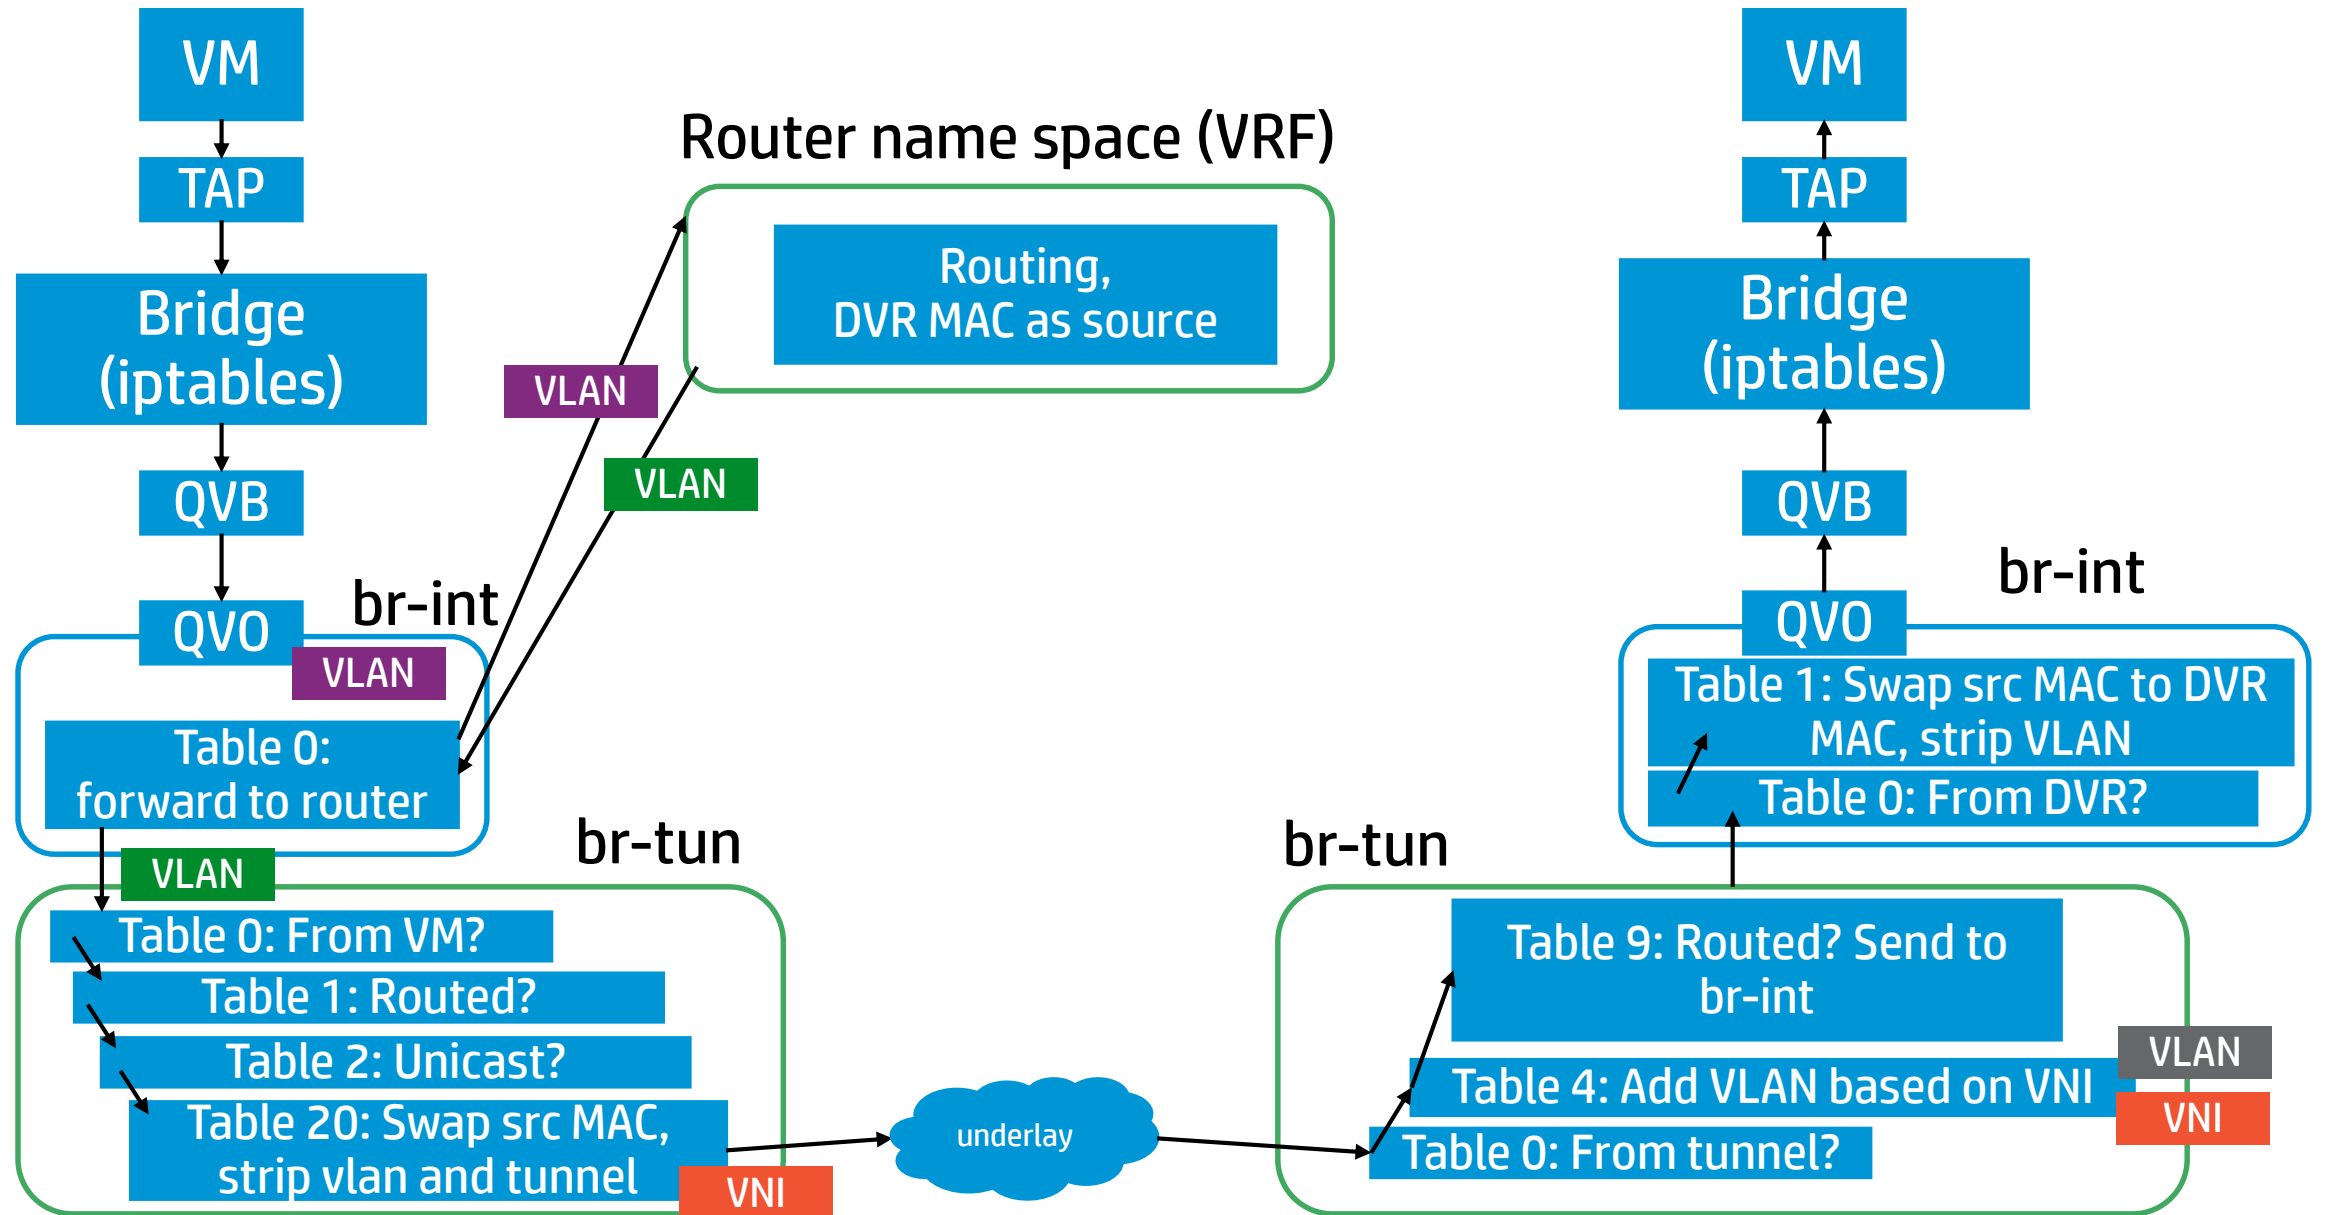 VM
TAP
Bridge
(iptables)
QVB
QVO
br-int
VLAN
Table 0:
forward to router
Router name space (VRF)
Routing,
DVR MAC as source
VLAN
VLAN
VLAN
br-tun
Table 0: From VM?
Table 1: Routed?
Table 2: Unicast?
Table 20: Swap src MAC,
strip vlan and tunnel
VNI
underlay
br-tun
Table 9: Routed? Send to
br-int
VLAN
Table 4: Add VLAN based on VNI
VNI
Table 0: From tunnel?
VM
TAP
Bridge
(iptables)
QVB
br-int
QVO
Table 1: Swap src MAC to DVR
MAC, strip VLAN
Table 0: From DVR?